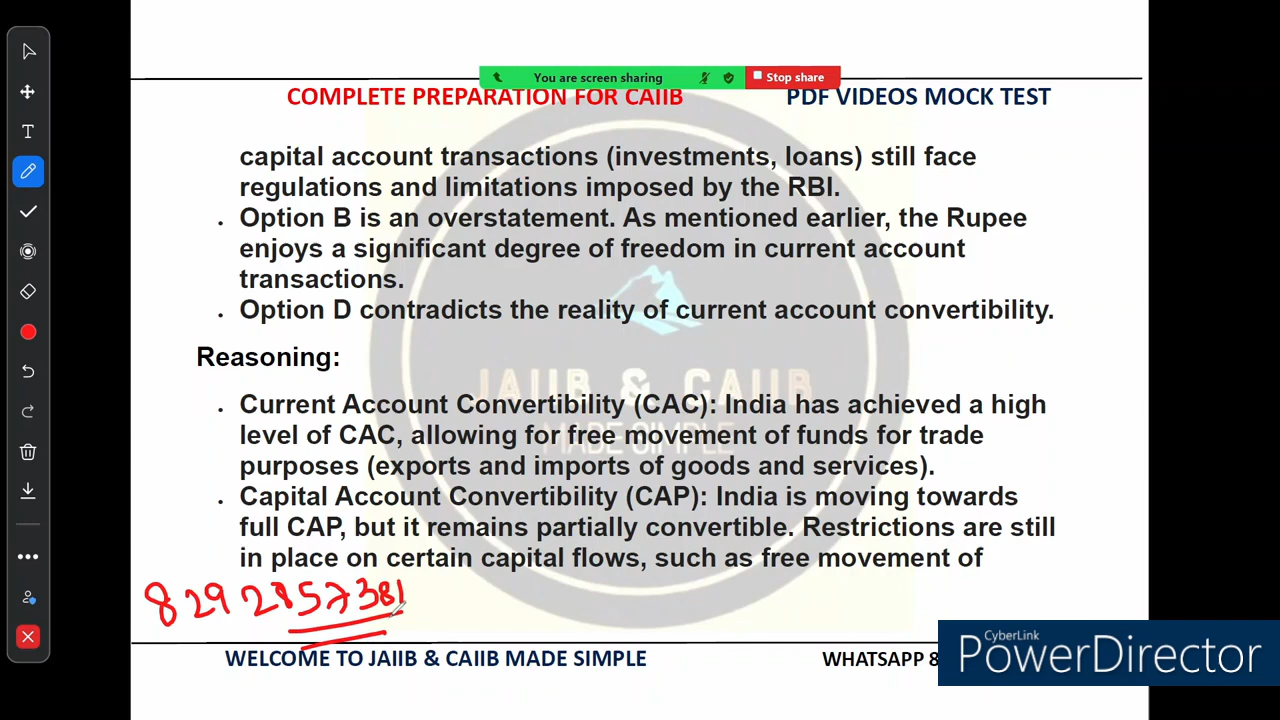 You are screen sharing
Stop share
COMPLETE PREPARATION FOR CAIIB
PDF VIDEOS MOCK TEST
capital account transactions (investments, loans) still face
regulations and limitations imposed by the RBI.
. Option B is an overstatement. As mentioned earlier, the Rupee
enjoys a significant degree of freedom in current account
transactions.
. Option D contradicts the reality of current account convertibility.
Reasoning:
. Current Account Convertibility (CAC): India has achieved a high
level of CAC, allowing for free movement of funds for trade
purposes (exports and imports of goods and services).
. Capital Account Convertibility (CAP): India is moving towards
full CAP, but it remains partially convertible. Restrictions are still
in place on certain capital flows, such as free movement of
JAIIB & CAIIB
MADE SIMPLE
8292857381
WELCOME TO JAIIB & CAIIB MADE SIMPLE
WHATSAPP 8
CyberLink
PowerDirector
T